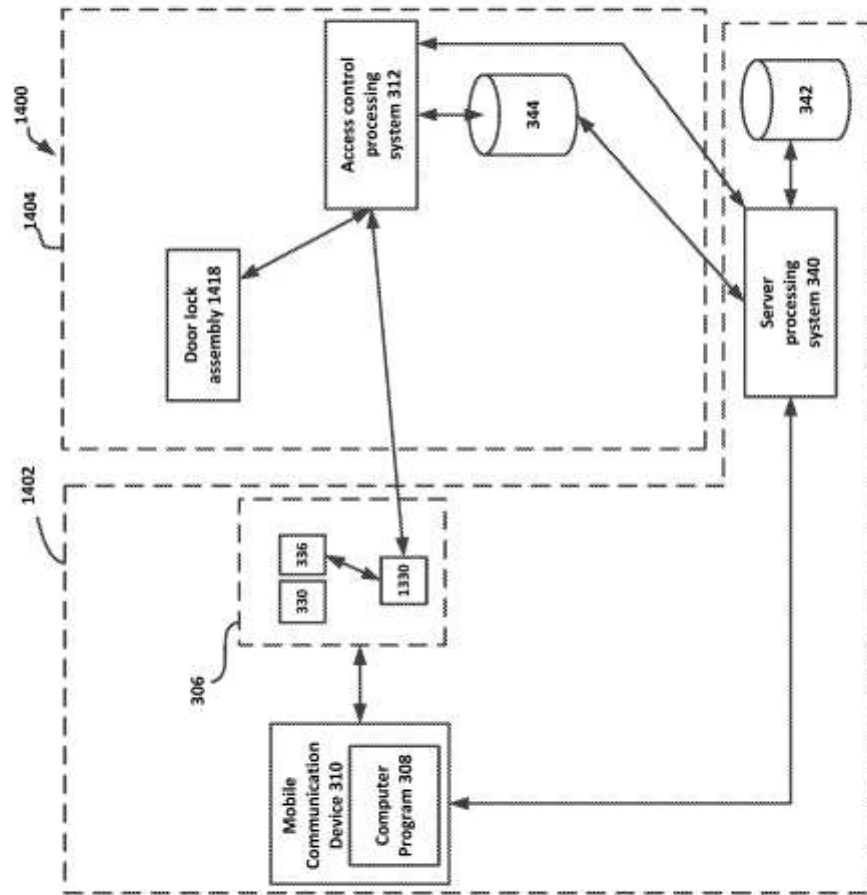 1402
1404
1400
306
Door lock
assembly 1418
Mobile
Communication
Device 310
Computer
Program 308
330
336
1330
Access control
processing
system 312
344
Server
processing
system 340
342